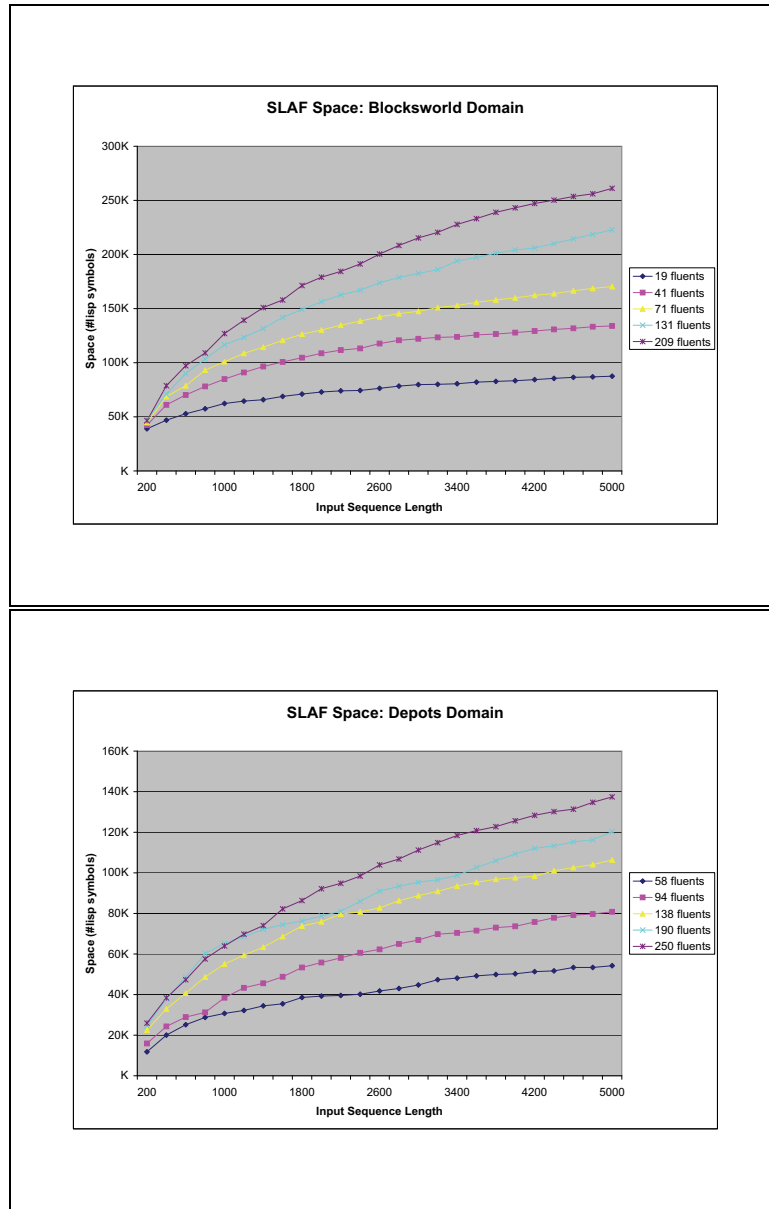 SLAF Space: Blocksworld Domain
300K
250K
200K
150K
100K
50K
K
Space (#lisp symbols)
200 1000 1800 2600 3400 4200 5000
Input Sequence Length
19 fluents
41 fluents
71 fluents
131 fluents
209 fluents
SLAF Space: Depots Domain
160K
140K
120K
100K
80K
60K
40K
20K
K
Space (#lisp symbols)
200 1000 1800 2600 3400 4200 5000
Input Sequence Length
58 fluents
94 fluents
138 fluents
190 fluents
250 fluents